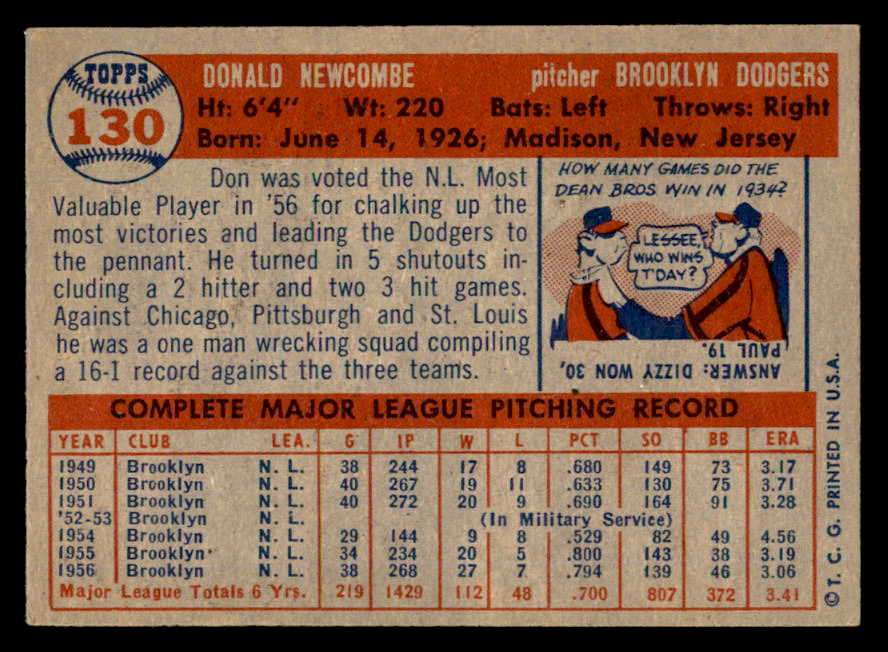 TOPPS
130
DONALD NEWCOMBE pitcher BROOKLYN DODGERS
Ht: 6'4" Wt: 220 Bats: Left Throws: Right
Born: June 14, 1926; Madison, New Jersey
Don was voted the N.L. Most
Valuable Player in '56 for chalking up the
most victories and leading the Dodgers to
the pennant. He turned in 5 shutouts in-
cluding a 2 hitter and two 3 hit games.
Against Chicago, Pittsburgh and St. Louis
he was a one man wrecking squad compiling
a 16-1 record against the three teams.
HOW MANY GAMES DID THE
DEAN BROS WIN IN 1934?
LESSEE,
WHO WINS
T'DAY?
ANSWER: DIZZY WON 30,
PAUL 19.
COMPLETE MAJOR LEAGUE PITCHING RECORD
YEAR CLUB LEA. G IP W L PCT SO BB ERA
1949 Brooklyn N. L. 38 244 17 8 .680 149 73 3.17
1950 Brooklyn N. L. 40 267 19 11 .633 130 75 3.71
1951 Brooklyn N. L. 40 272 20 9 .690 164 91 3.28
'52-53 Brooklyn N. L. (In Military Service)
1954 Brooklyn N. L. 29 144 9 8 .529 82 49 4.56
1955 Brooklyn N. L. 34 234 20 5 .800 143 38 3.19
1956 Brooklyn N. L. 38 268 27 7 .794 139 46 3.06
Major League Totals 6 Yrs. 219 1429 112 48 .700 807 372 3.41
© T. C. G. PRINTED IN U.S.A.